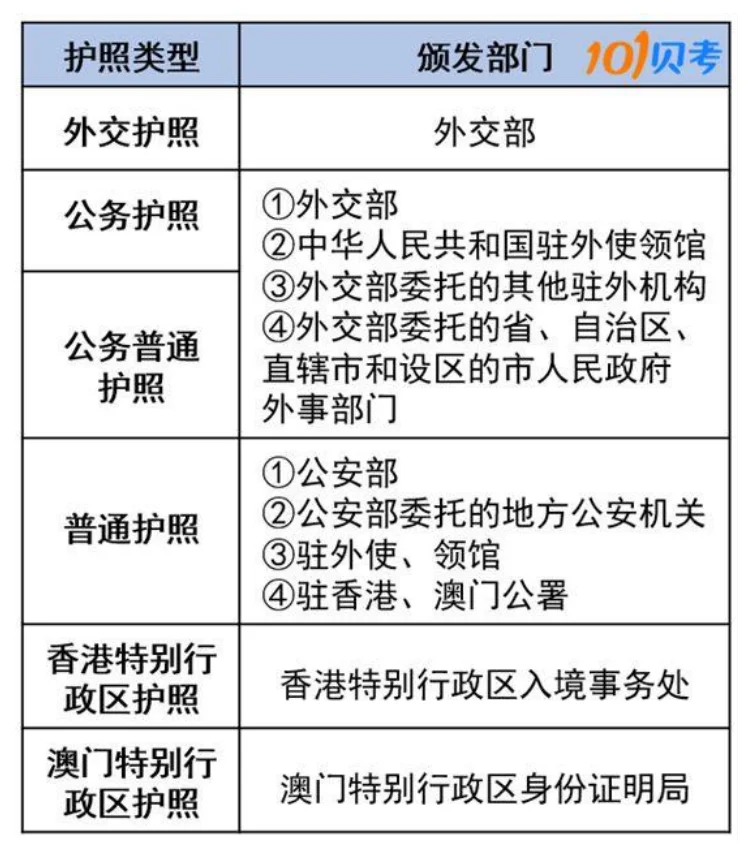 护照类型
颁发部门
101贝考
外交护照
外交部
公务护照
①外交部
②中华人民共和国驻外使领馆
③外交部委托的其他驻外机构
④外交部委托的省、自治区、
直辖市和设区的市人民政府
外事部门
公务普通
护照
普通护照
①公安部
②公安部委托的地方公安机关
③驻外使、领馆
④驻香港、澳门公署
香港特别行
政区护照
香港特别行政区入境事务处
澳门特别行
政区护照
澳门特别行政区身份证明局